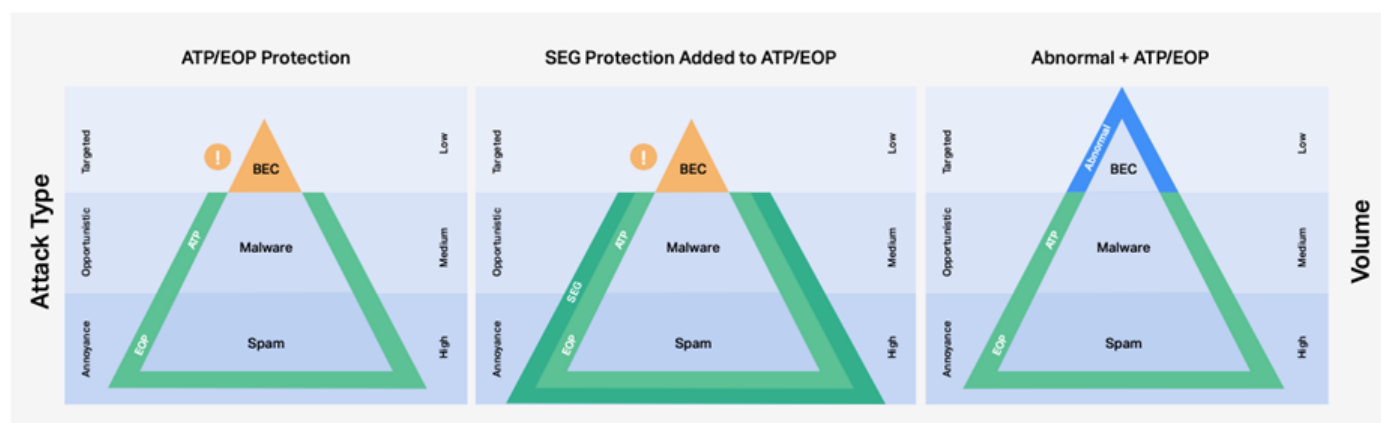 ATP/EOP Protection
SEG Protection Added to ATP/EOP
Abnormal + ATP/EOP
Attack Type
Targeted
!
BEC
Low
Opportunistic
ATP
Malware
Medium
Annoyance
EOP
Spam
High
Targeted
!
BEC
Low
Opportunistic
ATP
Malware
Medium
SEG
Annoyance
EOP
Spam
High
Targeted
Abnormal
BEC
Low
Opportunistic
ATP
Malware
Medium
Annoyance
EOP
Spam
High
Volume